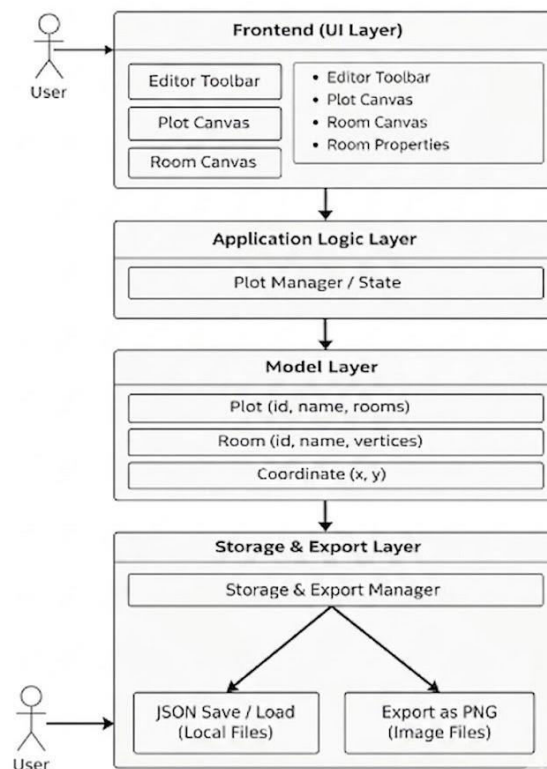 Frontend (UI Layer)
User
Editor Toolbar
Plot Canvas
Room Canvas
• Editor Toolbar
• Plot Canvas
• Room Canvas
• Room Properties
Application Logic Layer
Plot Manager / State
Model Layer
Plot (id, name, rooms)
Room (id, name, vertices)
Coordinate (x, y)
Storage & Export Layer
Storage & Export Manager
JSON Save / Load
(Local Files)
Export as PNG
(Image Files)
User